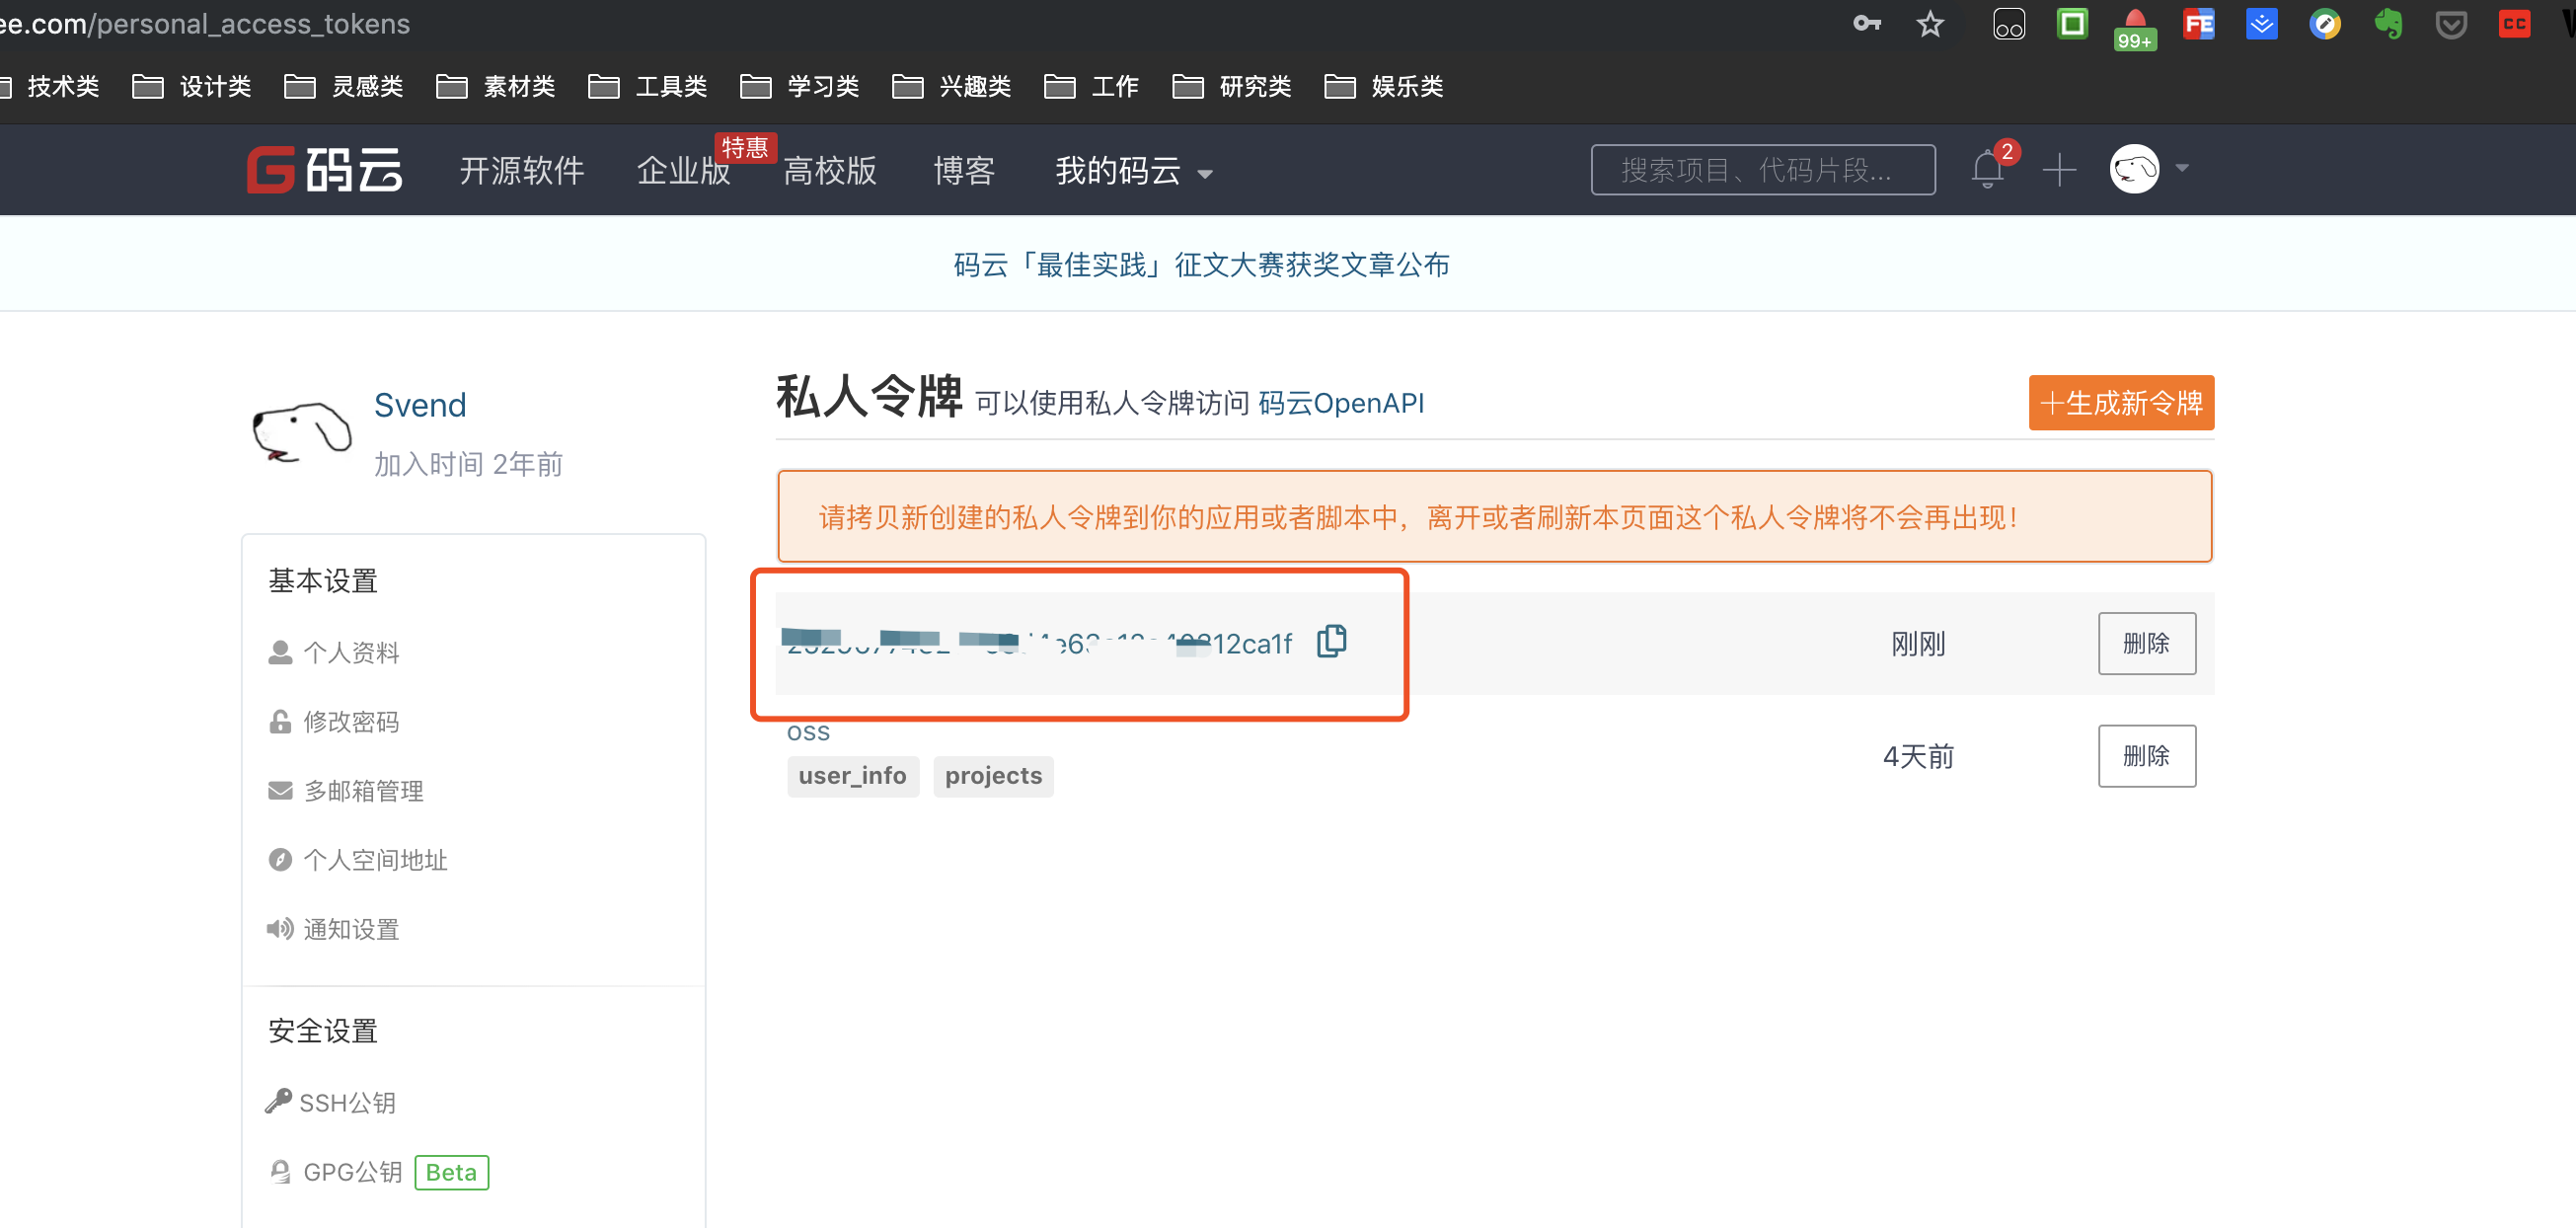 ee.com/personal_access_tokens
99+
FE
CC
技术类 设计类 灵感类 素材类 工具类 学习类 兴趣类 工作 研究类 娱乐类
码云 开源软件 企业版 特惠 高校版 博客 我的码云 搜索项目、代码片段... 2
码云「最佳实践」征文大赛获奖文章公布
Svend
加入时间 2年前
基本设置
个人资料
修改密码
多邮箱管理
个人空间地址
通知设置
安全设置
SSH公钥
GPG公钥 Beta
私人令牌 可以使用私人令牌访问 码云OpenAPI
生成新令牌
请拷贝新创建的私人令牌到你的应用或者脚本中，离开或者刷新本页面这个私人令牌将不会再出现！
刚刚 删除
oss
user_info projects
4天前 删除